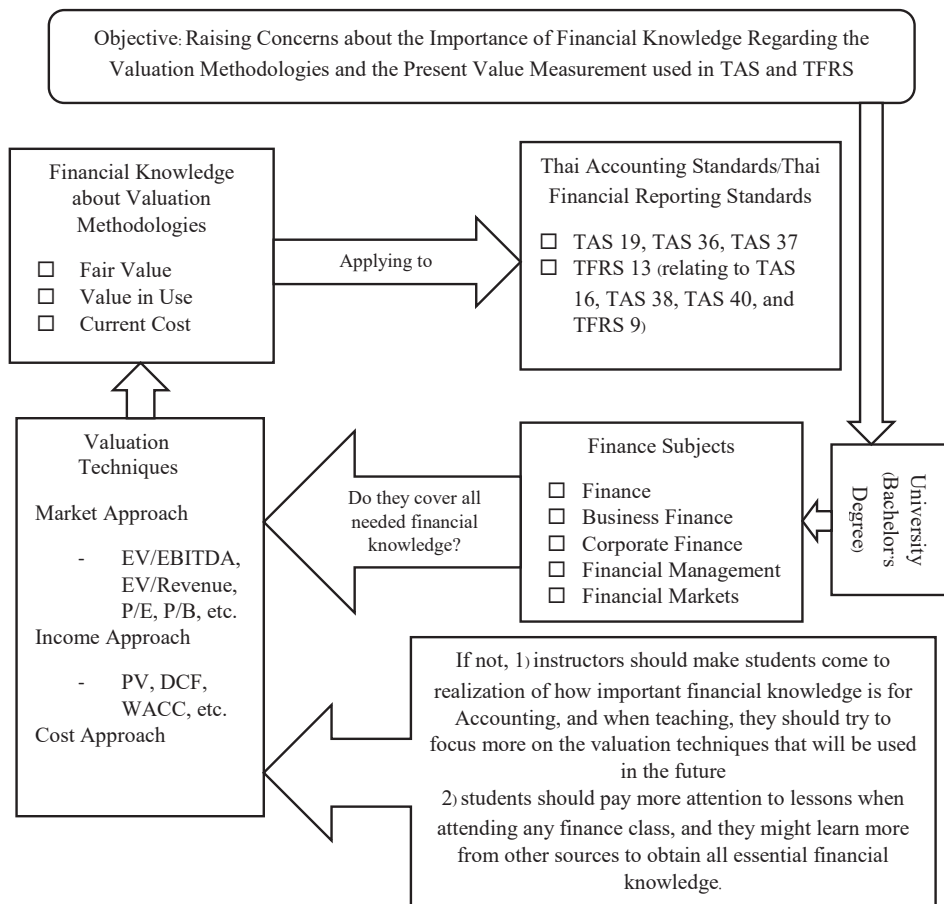 Objective: Raising Concerns about the Importance of Financial Knowledge Regarding the
Valuation Methodologies and the Present Value Measurement used in TAS and TFRS
Financial Knowledge
about Valuation
Methodologies
☐ Fair Value
☐ Value in Use
☐ Current Cost
Applying to
Thai Accounting Standards/Thai
Financial Reporting Standards
☐ TAS 19, TAS 36, TAS 37
☐ TFRS 13 (relating to TAS
16, TAS 38, TAS 40, and
TFRS 9)
Valuation
Techniques
Market Approach
- EV/EBITDA,
EV/Revenue,
P/E, P/B, etc.
Income Approach
- PV, DCF,
WACC, etc.
Cost Approach
Do they cover all
needed financial
knowledge?
Finance Subjects
☐ Finance
☐ Business Finance
☐ Corporate Finance
☐ Financial Management
☐ Financial Markets
University
(Bachelor's
Degree)
If not, 1) instructors should make students come to
realization of how important financial knowledge is for
Accounting, and when teaching, they should try to
focus more on the valuation techniques that will be used
in the future
2) students should pay more attention to lessons when
attending any finance class, and they might learn more
from other sources to obtain all essential financial
knowledge.